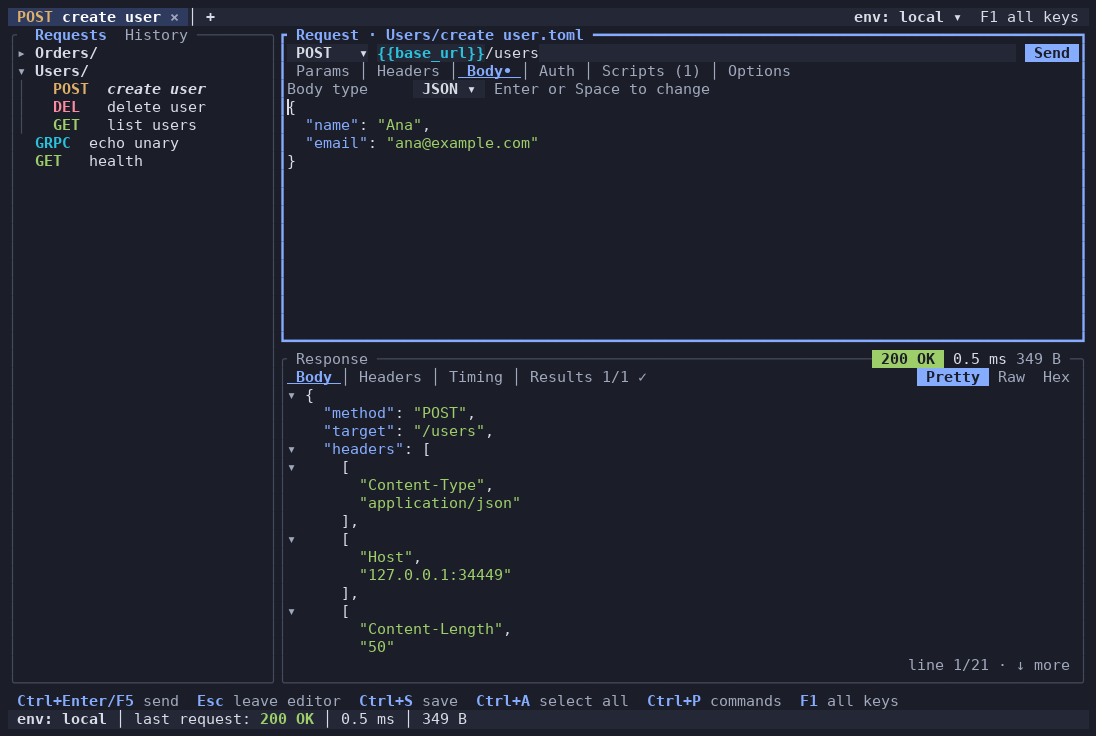 POST create user × │ +    env: local ▾  F1 all keys
Requests  History
▸ Orders/
▾ Users/
POST  create user
DEL   delete user
GET   list users
GRPC  echo unary
GET   health
Request · Users/create user.toml
POST   ▾ {{base_url}}/users  Send
Params │ Headers │ Body• │ Auth │ Scripts (1) │ Options
Body type  JSON ▾ Enter or Space to change
{
  "name": "Ana",
  "email": "ana@example.com"
}
Response  200 OK  0.5 ms 349 B
Body │ Headers │ Timing │ Results 1/1 ✓  Pretty  Raw  Hex
▾ {
    "method": "POST",
    "target": "/users",
▾   "headers": [
▾     [
        "Content-Type",
        "application/json"
      ],
▾     [
        "Host",
        "127.0.0.1:34449"
      ],
▾     [
        "Content-Length",
        "50"
line 1/21 · ↓ more
Ctrl+Enter/F5 send  Esc leave editor  Ctrl+S save  Ctrl+A select all  Ctrl+P commands  F1 all keys
env: local │ last request: 200 OK │ 0.5 ms │ 349 B